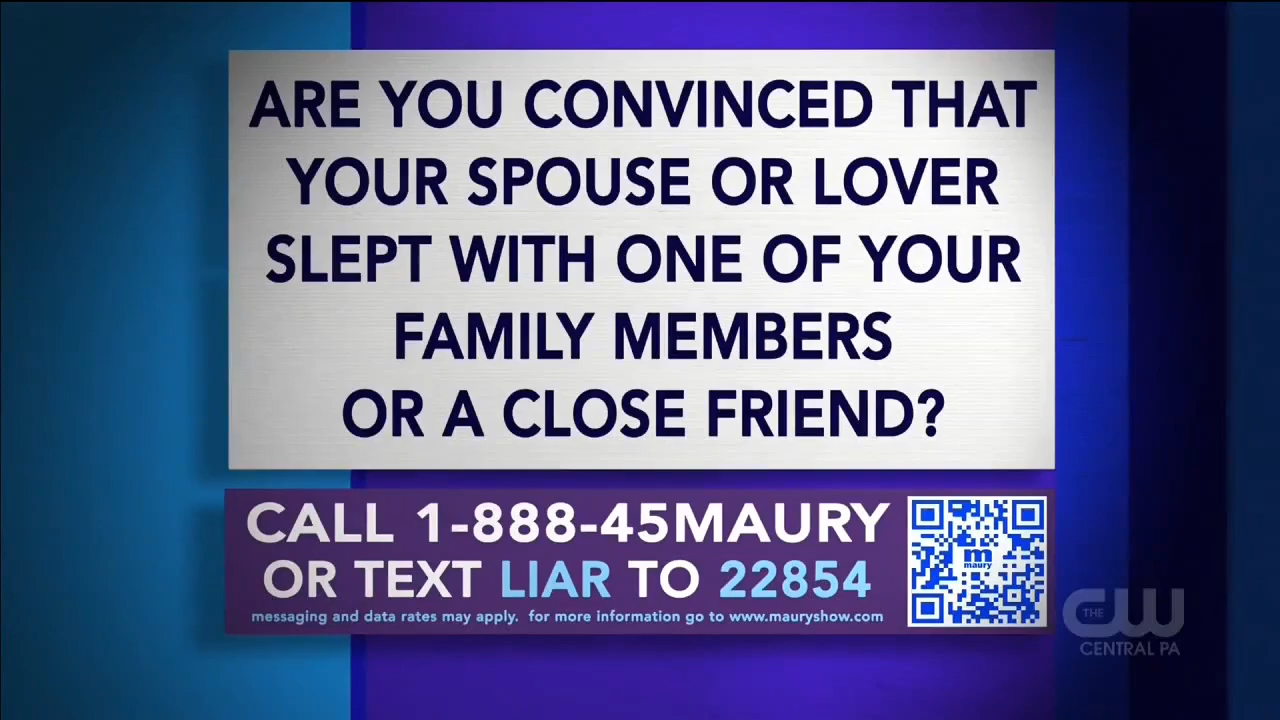 ARE YOU CONVINCED THAT
YOUR SPOUSE OR LOVER
SLEPT WITH ONE OF YOUR
FAMILY MEMBERS
OR A CLOSE FRIEND?
CALL 1-888-45MAURY
OR TEXT LIAR TO 22854
messaging and data rates may apply. for more information go to www.mauryshow.com
m
maury
THE CW
CENTRAL PA